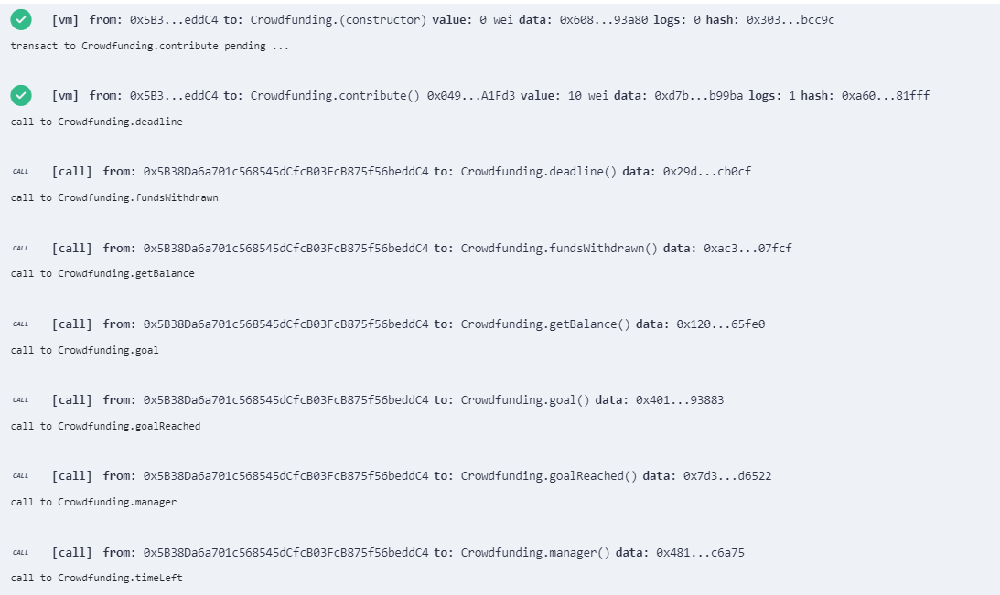 [vm] from: 0x5B3...eddC4 to: Crowdfunding.(constructor) value: 0 wei data: 0x608...93a80 logs: 0 hash: 0x303...bcc9c
transact to Crowdfunding.contribute pending ...
[vm] from: 0x5B3...eddC4 to: Crowdfunding.contribute() 0x049...A1Fd3 value: 10 wei data: 0xd7b...b99ba logs: 1 hash: 0xa60...81fff
call to Crowdfunding.deadline
CALL [call] from: 0x5B38Da6a701c568545dCfcB03FcB875f56beddC4 to: Crowdfunding.deadline() data: 0x29d...cb0cf
call to Crowdfunding.fundsWithdrawn
CALL [call] from: 0x5B38Da6a701c568545dCfcB03FcB875f56beddC4 to: Crowdfunding.fundsWithdrawn() data: 0xac3...07fcf
call to Crowdfunding.getBalance
CALL [call] from: 0x5B38Da6a701c568545dCfcB03FcB875f56beddC4 to: Crowdfunding.getBalance() data: 0x120...65fe0
call to Crowdfunding.goal
CALL [call] from: 0x5B38Da6a701c568545dCfcB03FcB875f56beddC4 to: Crowdfunding.goal() data: 0x401...93883
call to Crowdfunding.goalReached
CALL [call] from: 0x5B38Da6a701c568545dCfcB03FcB875f56beddC4 to: Crowdfunding.goalReached() data: 0x7d3...d6522
call to Crowdfunding.manager
CALL [call] from: 0x5B38Da6a701c568545dCfcB03FcB875f56beddC4 to: Crowdfunding.manager() data: 0x481...c6a75
call to Crowdfunding.timeLeft